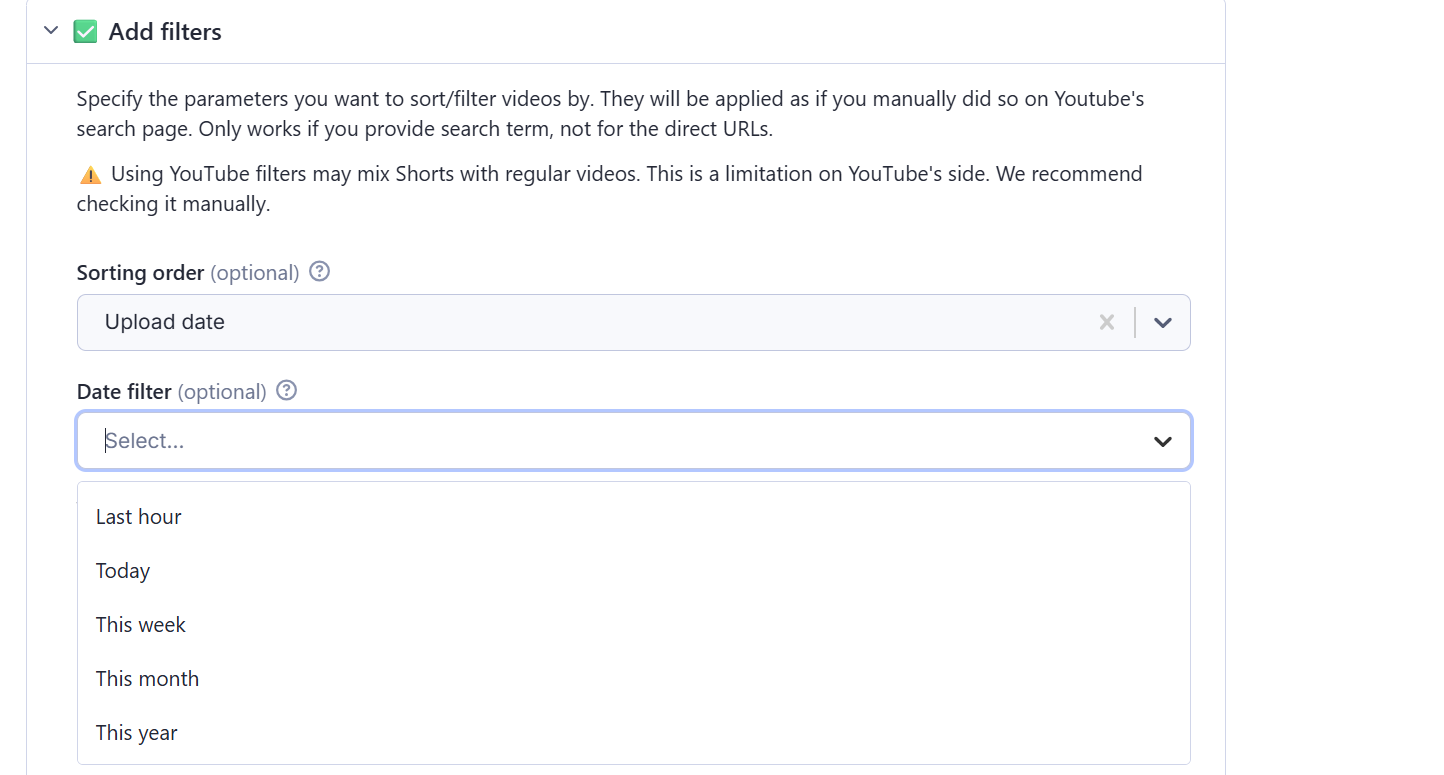 Add filters
Specify the parameters you want to sort/filter videos by. They will be applied as if you manually did so on Youtube's
search page. Only works if you provide search term, not for the direct URLs.
Using YouTube filters may mix Shorts with regular videos. This is a limitation on YouTube's side. We recommend
checking it manually.
Sorting order (optional)
Upload date
Date filter (optional)
Select...
Last hour
Today
This week
This month
This year